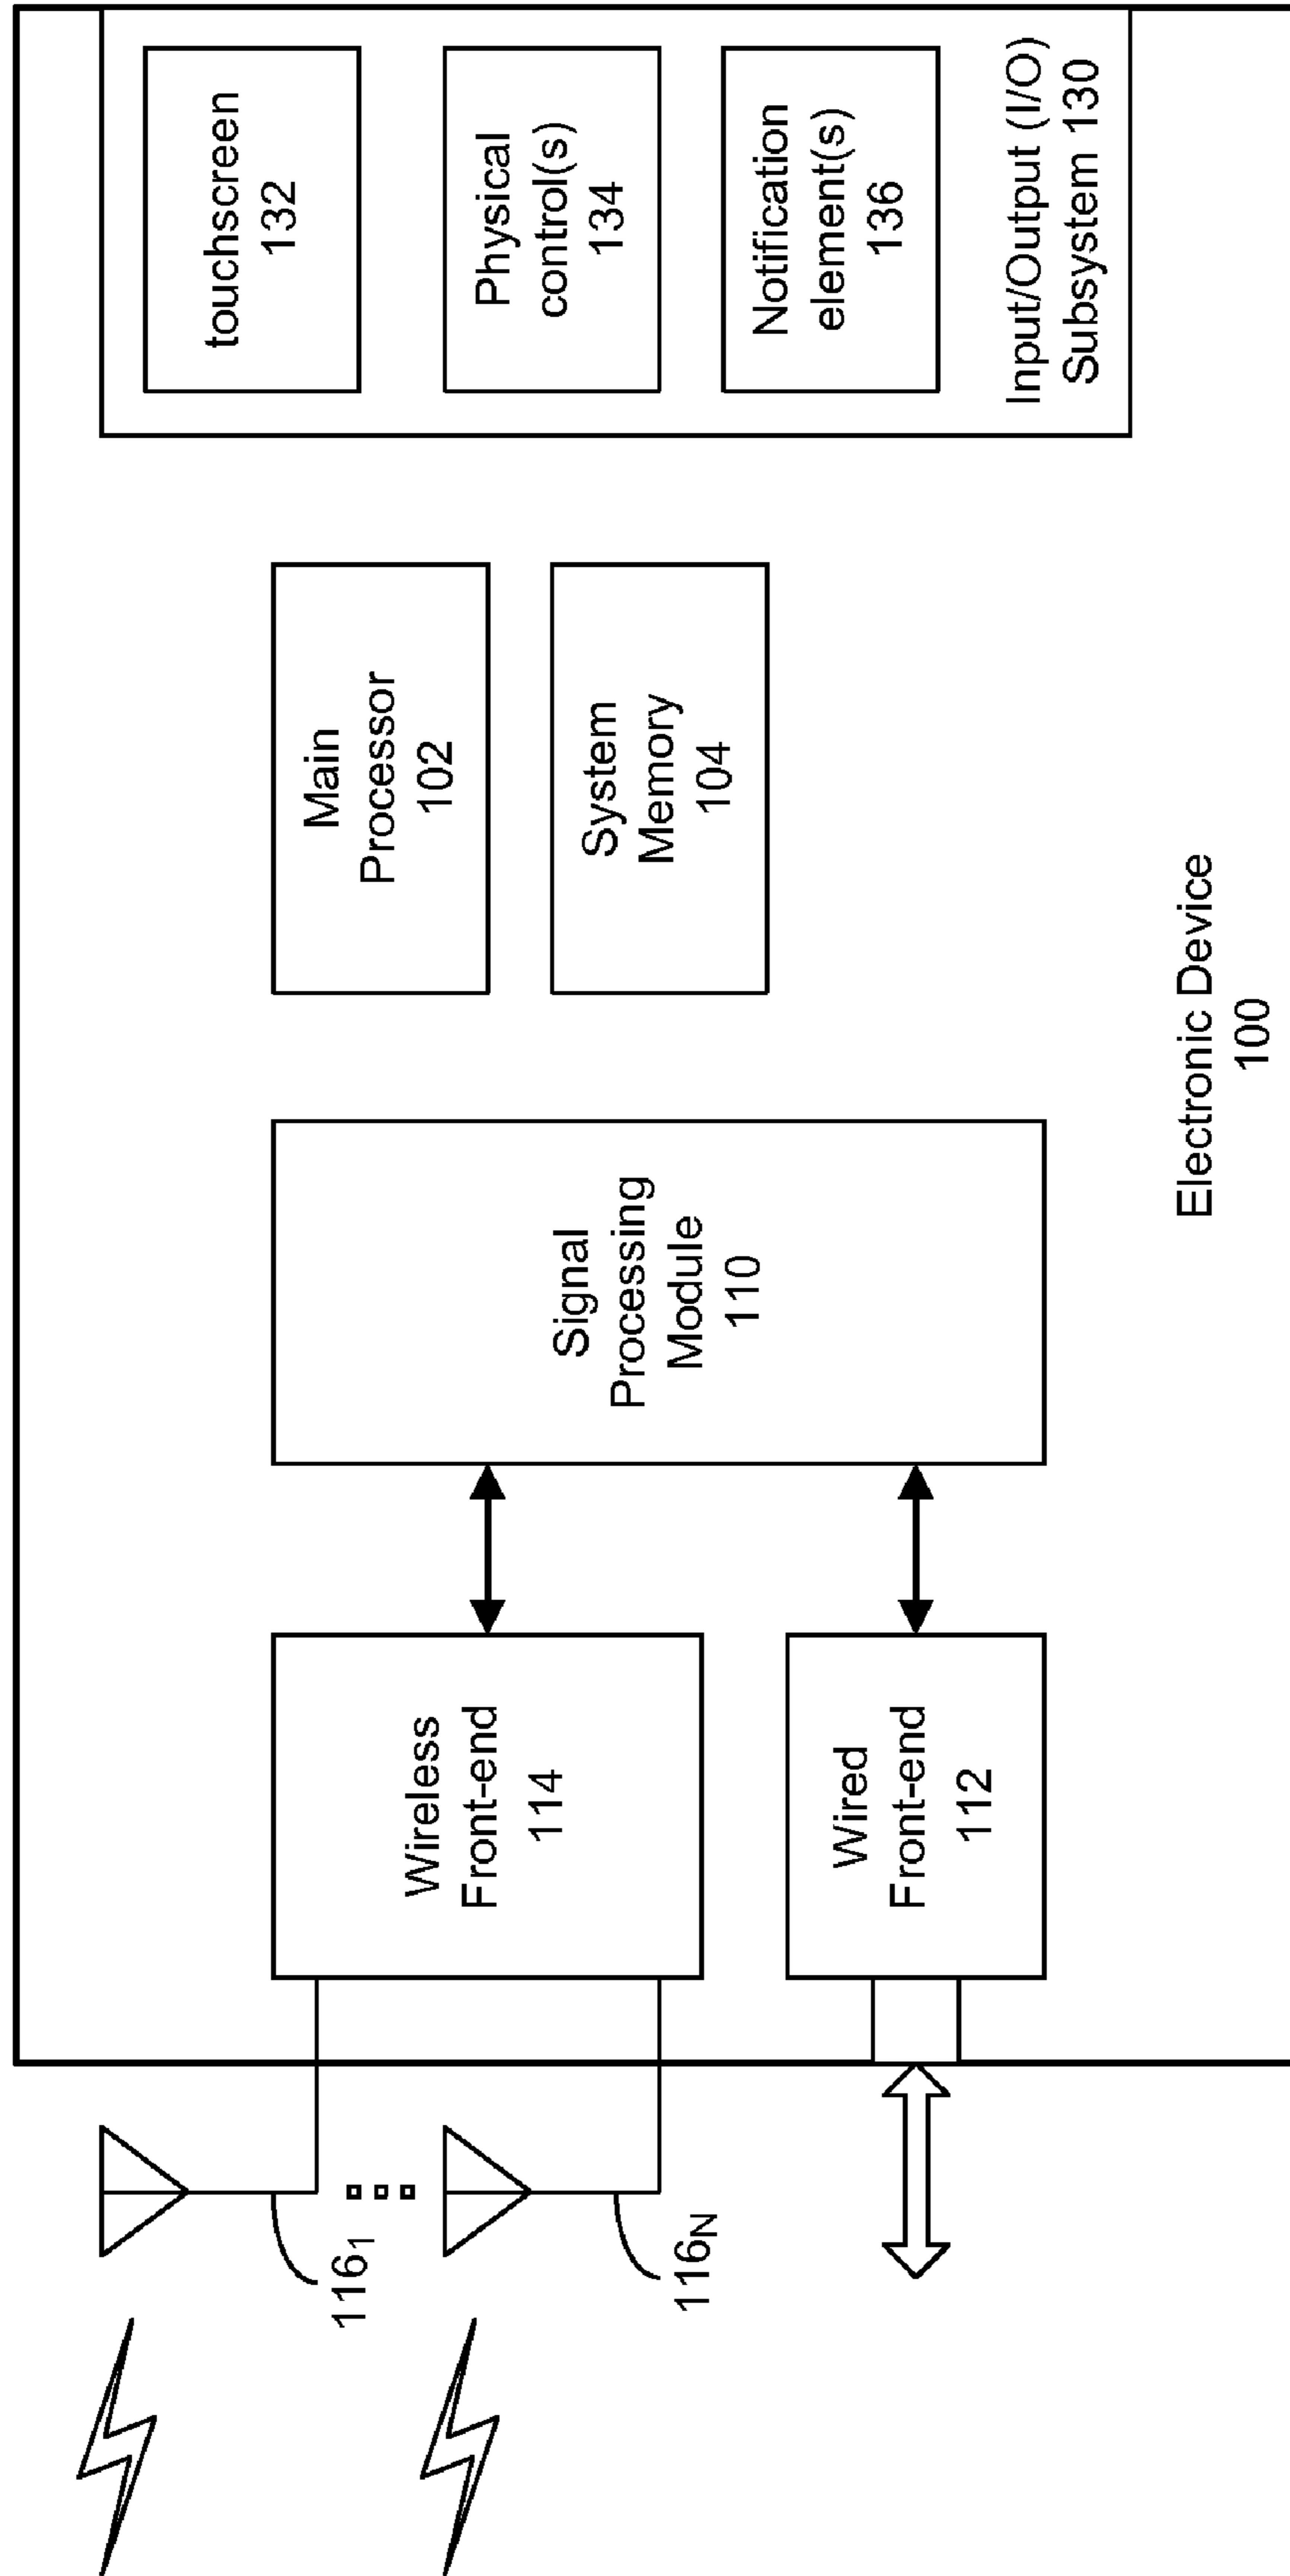 116₁
116N
Wireless
Front-end
114
Wired
Front-end
112
Signal
Processing
Module
110
Main
Processor
102
System
Memory
104
touchscreen
132
Physical
control(s)
134
Notification
element(s)
136
Input/Output (I/O)
Subsystem 130
Electronic Device
100